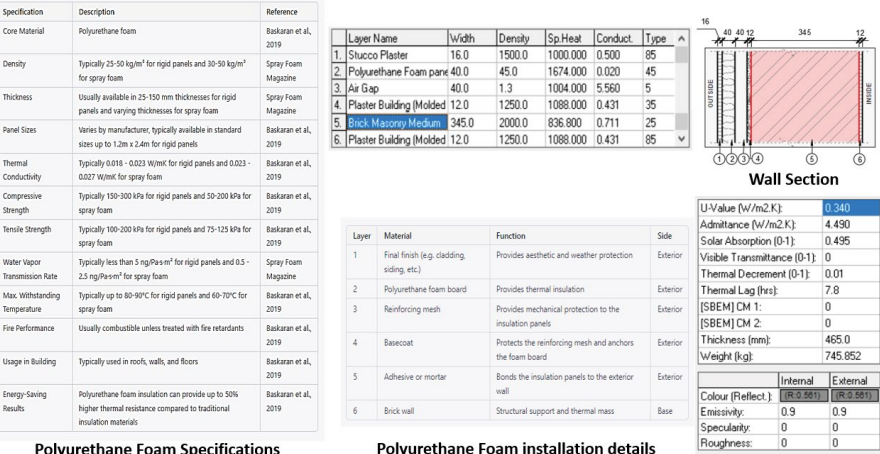 Specification Description Reference
Core Material Polyurethane foam Baskaran et al.,
2019
Density Typically 25-50 kg/m³ for rigid panels and 30-50 kg/m³ Spray Foam
for spray foam Magazine
Thickness Usually available in 25-150 mm thicknesses for rigid Spray Foam
panels and varying thicknesses for spray foam Magazine
Panel Sizes Varies by manufacturer, typically available in standard Baskaran et al.,
sizes up to 1.2m x 2.4m for rigid panels 2019
Thermal Typically 0.018 - 0.023 W/mK for rigid panels and 0.023 - Baskaran et al.,
Conductivity 0.027 W/mK for spray foam 2019
Compressive Typically 150-300 kPa for rigid panels and 50-200 kPa for Baskaran et al.,
Strength spray foam 2019
Tensile Strength Typically 100-200 kPa for rigid panels and 75-125 kPa for Baskaran et al.,
spray foam 2019
Water Vapor Typically less than 5 ng/Pa·s·m² for rigid panels and 0.5 - Spray Foam
Transmission Rate 2.5 ng/Pa·s·m² for spray foam Magazine
Max. Withstanding Typically up to 80-90°C for rigid panels and 60-70°C for Baskaran et al.,
Temperature spray foam 2019
Fire Performance Usually combustible unless treated with fire retardants Baskaran et al.,
2019
Usage in Building Typically used in roofs, walls, and floors Baskaran et al.,
2019
Energy-Saving Polyurethane foam insulation can provide up to 50% Baskaran et al.,
Results higher thermal resistance compared to traditional 2019
insulation materials
Polyurethane Foam Specifications
Layer Name Width Density Sp.Heat Conduct. Type
1. Stucco Plaster 16.0 1500.0 1000.000 0.500 85
2. Polyurethane Foam pane 40.0 45.0 1674.000 0.020 45
3. Air Gap 40.0 1.3 1004.000 5.560 5
4. Plaster Building (Molded 12.0 1250.0 1088.000 0.431 35
5. Brick Masonry Medium 345.0 2000.0 836.800 0.711 25
6. Plaster Building (Molded 12.0 1250.0 1088.000 0.431 85
16
40 40 12 345 12
OUTSIDE
INSIDE
1 2 3 4 5 6
Wall Section
Layer Material Function Side
1 Final finish (e.g. cladding, Provides aesthetic and weather protection Exterior
siding, etc.)
2 Polyurethane foam board Provides thermal insulation Exterior
3 Reinforcing mesh Provides mechanical protection to the Exterior
insulation panels
4 Basecoat Protects the reinforcing mesh and anchors Exterior
the foam board
5 Adhesive or mortar Bonds the insulation panels to the exterior Exterior
wall
6 Brick wall Structural support and thermal mass Base
Polyurethane Foam installation details
U-Value (W/m2.K): 0.340
Admittance (W/m2.K): 4.490
Solar Absorption (0-1): 0.495
Visible Transmittance (0-1): 0
Thermal Decrement (0-1): 0.01
Thermal Lag (hrs): 7.8
[SBEM] CM 1: 0
[SBEM] CM 2: 0
Thickness (mm): 465.0
Weight (kg): 745.852
Internal External
Colour (Reflect.): (R:0.561) (R:0.561)
Emissivity: 0.9 0.9
Specularity: 0 0
Roughness: 0 0